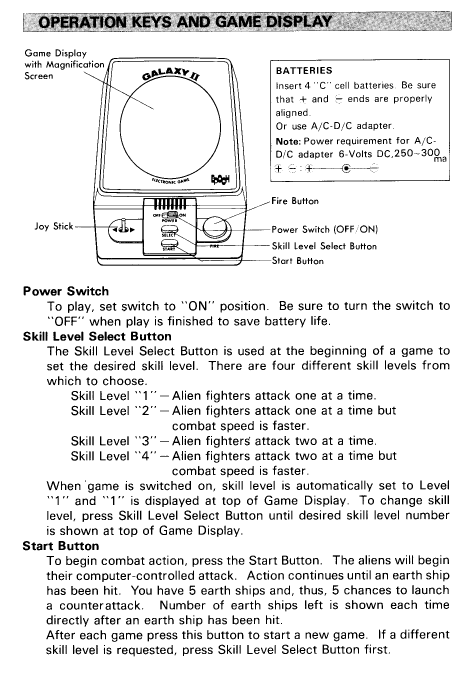 OPERATION KEYS AND GAME DISPLAY
Game Display
with Magnification
Screen
GALAXY II
EPOCH
ELECTRONIC GAME
OFF ON
POWER
SELECT
START
FIRE
Joy Stick
BATTERIES
Insert 4 "C" cell batteries. Be sure
that + and − ends are properly
aligned.
Or use A/C-D/C adapter.
Note: Power requirement for A/C-
D/C adapter 6-Volts DC, 250~300
ma
+ − : + −
Fire Button
Power Switch (OFF/ON)
Skill Level Select Button
Start Button
Power Switch
To play, set switch to "ON" position. Be sure to turn the switch to
"OFF" when play is finished to save battery life.
Skill Level Select Button
The Skill Level Select Button is used at the beginning of a game to
set the desired skill level. There are four different skill levels from
which to choose.
Skill Level "1" — Alien fighters attack one at a time.
Skill Level "2" — Alien fighters attack one at a time but
combat speed is faster.
Skill Level "3" — Alien fighters attack two at a time.
Skill Level "4" — Alien fighters attack two at a time but
combat speed is faster.
When game is switched on, skill level is automatically set to Level
"1" and "1" is displayed at top of Game Display. To change skill
level, press Skill Level Select Button until desired skill level number
is shown at top of Game Display.
Start Button
To begin combat action, press the Start Button. The aliens will begin
their computer-controlled attack. Action continues until an earth ship
has been hit. You have 5 earth ships and, thus, 5 chances to launch
a counterattack. Number of earth ships left is shown each time
directly after an earth ship has been hit.
After each game press this button to start a new game. If a different
skill level is requested, press Skill Level Select Button first.